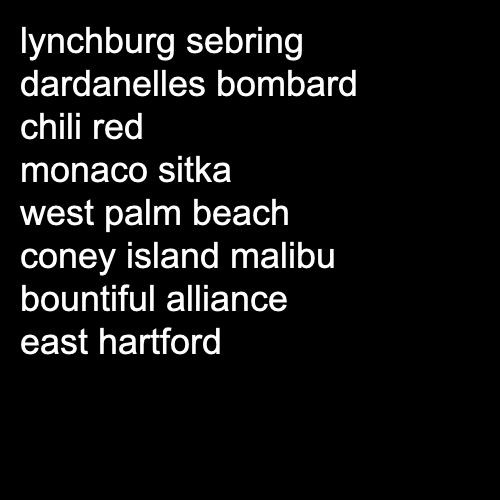 lynchburg sebring
dardanelles bombard
chili red
monaco sitka
west palm beach
coney island malibu
bountiful alliance
east hartford